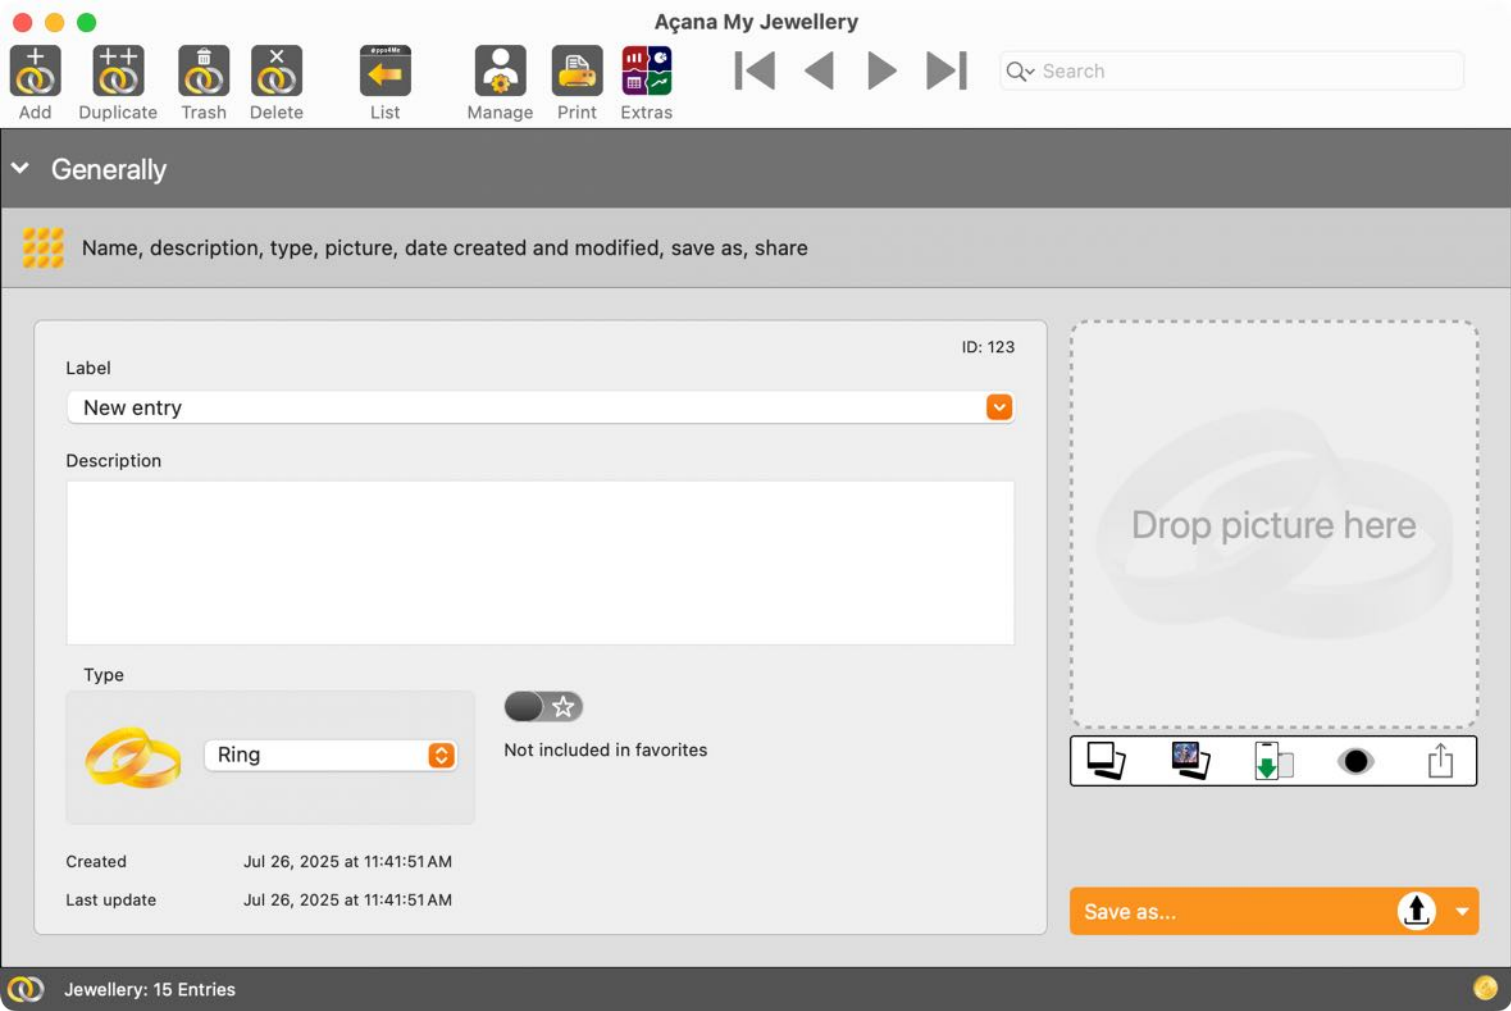 Açana My Jewellery
Apps4Me
Add
Duplicate
Trash
Delete
List
Manage
Print
Extras
Search
Generally
Name, description, type, picture, date created and modified, save as, share
ID: 123
Label
New entry
Description
Drop picture here
Type
Ring
Not included in favorites
Created Jul 26, 2025 at 11:41:51 AM
Last update Jul 26, 2025 at 11:41:51 AM
Save as...
Jewellery: 15 Entries